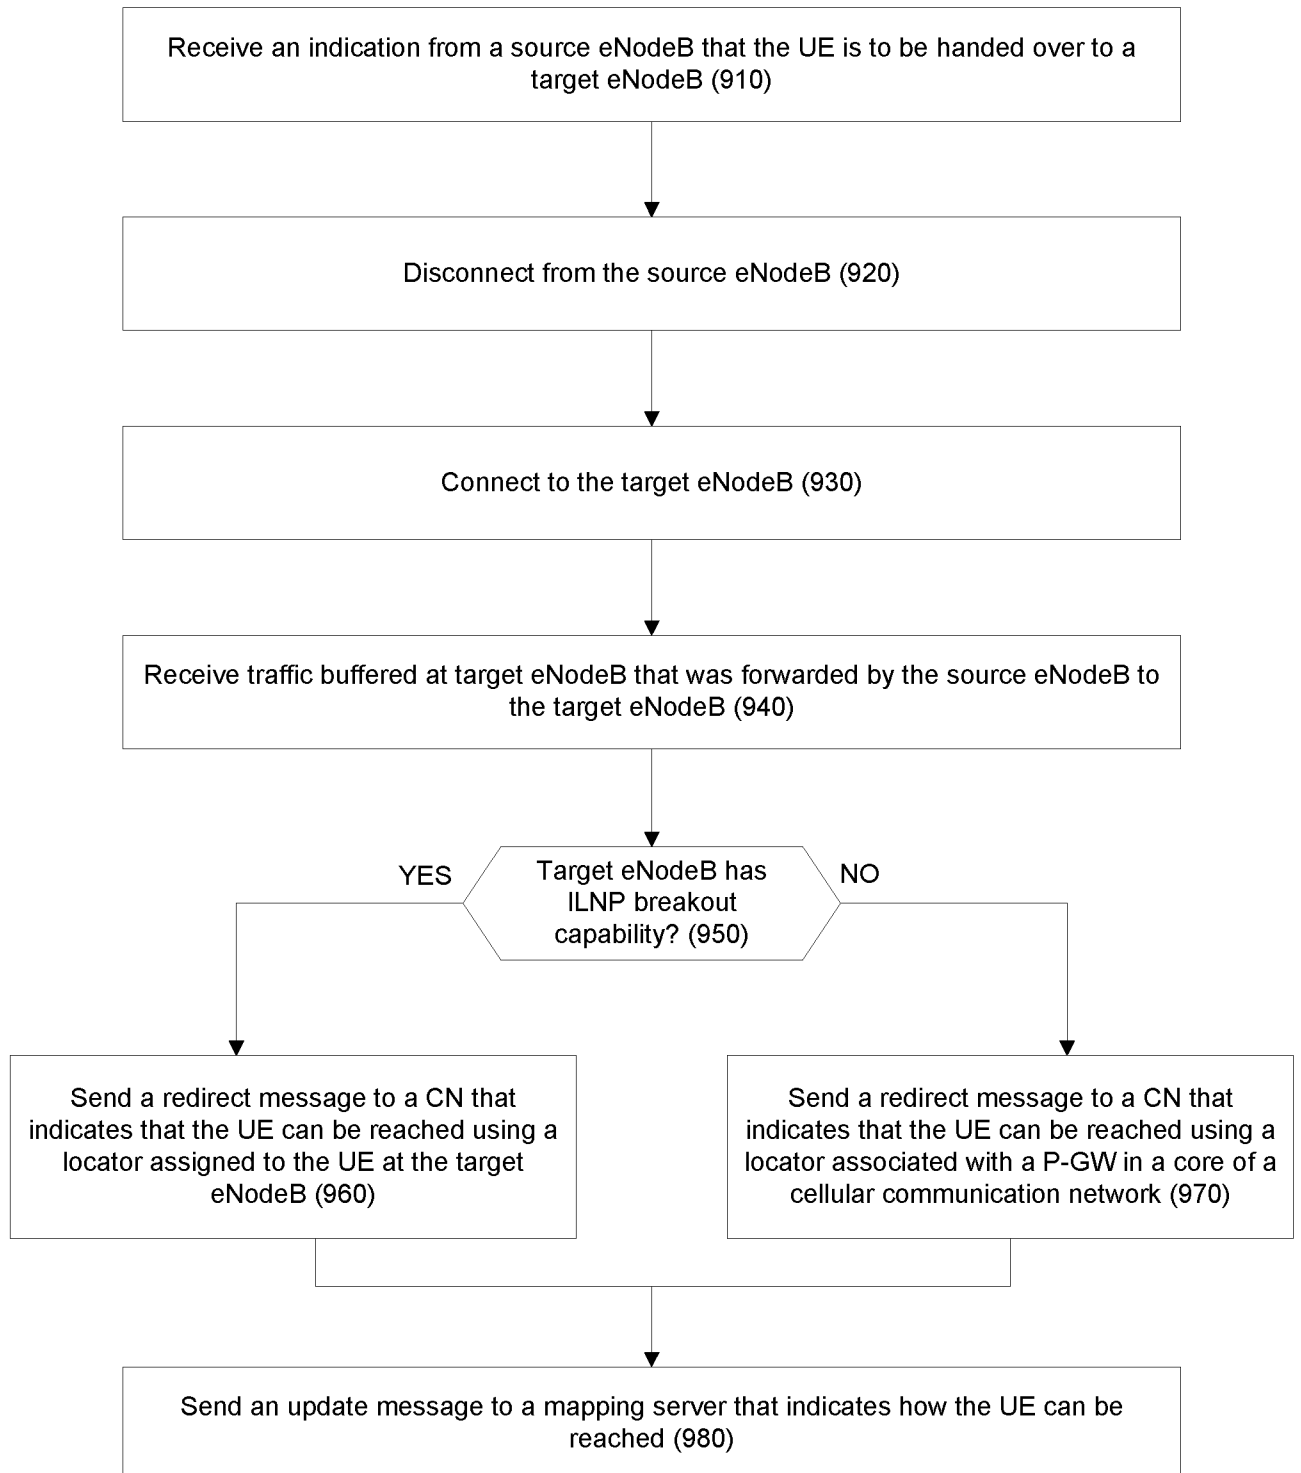 Receive an indication from a source eNodeB that the UE is to be handed over to a
target eNodeB (910)
Disconnect from the source eNodeB (920)
Connect to the target eNodeB (930)
Receive traffic buffered at target eNodeB that was forwarded by the source eNodeB to
the target eNodeB (940)
YES
Target eNodeB has
ILNP breakout
capability? (950)
NO
Send a redirect message to a CN that
indicates that the UE can be reached using a
locator assigned to the UE at the target
eNodeB (960)
Send a redirect message to a CN that
indicates that the UE can be reached using a
locator associated with a P-GW in a core of a
cellular communication network (970)
Send an update message to a mapping server that indicates how the UE can be
reached (980)